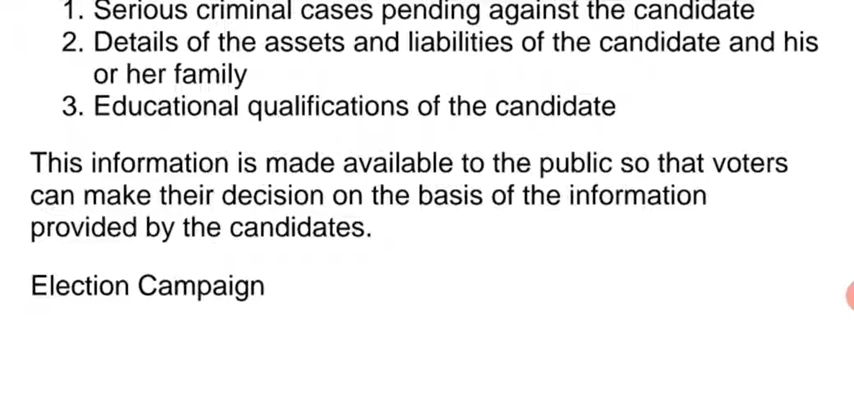 1. Serious criminal cases pending against the candidate
2. Details of the assets and liabilities of the candidate and his
or her family
3. Educational qualifications of the candidate
This information is made available to the public so that voters
can make their decision on the basis of the information
provided by the candidates.
Election Campaign